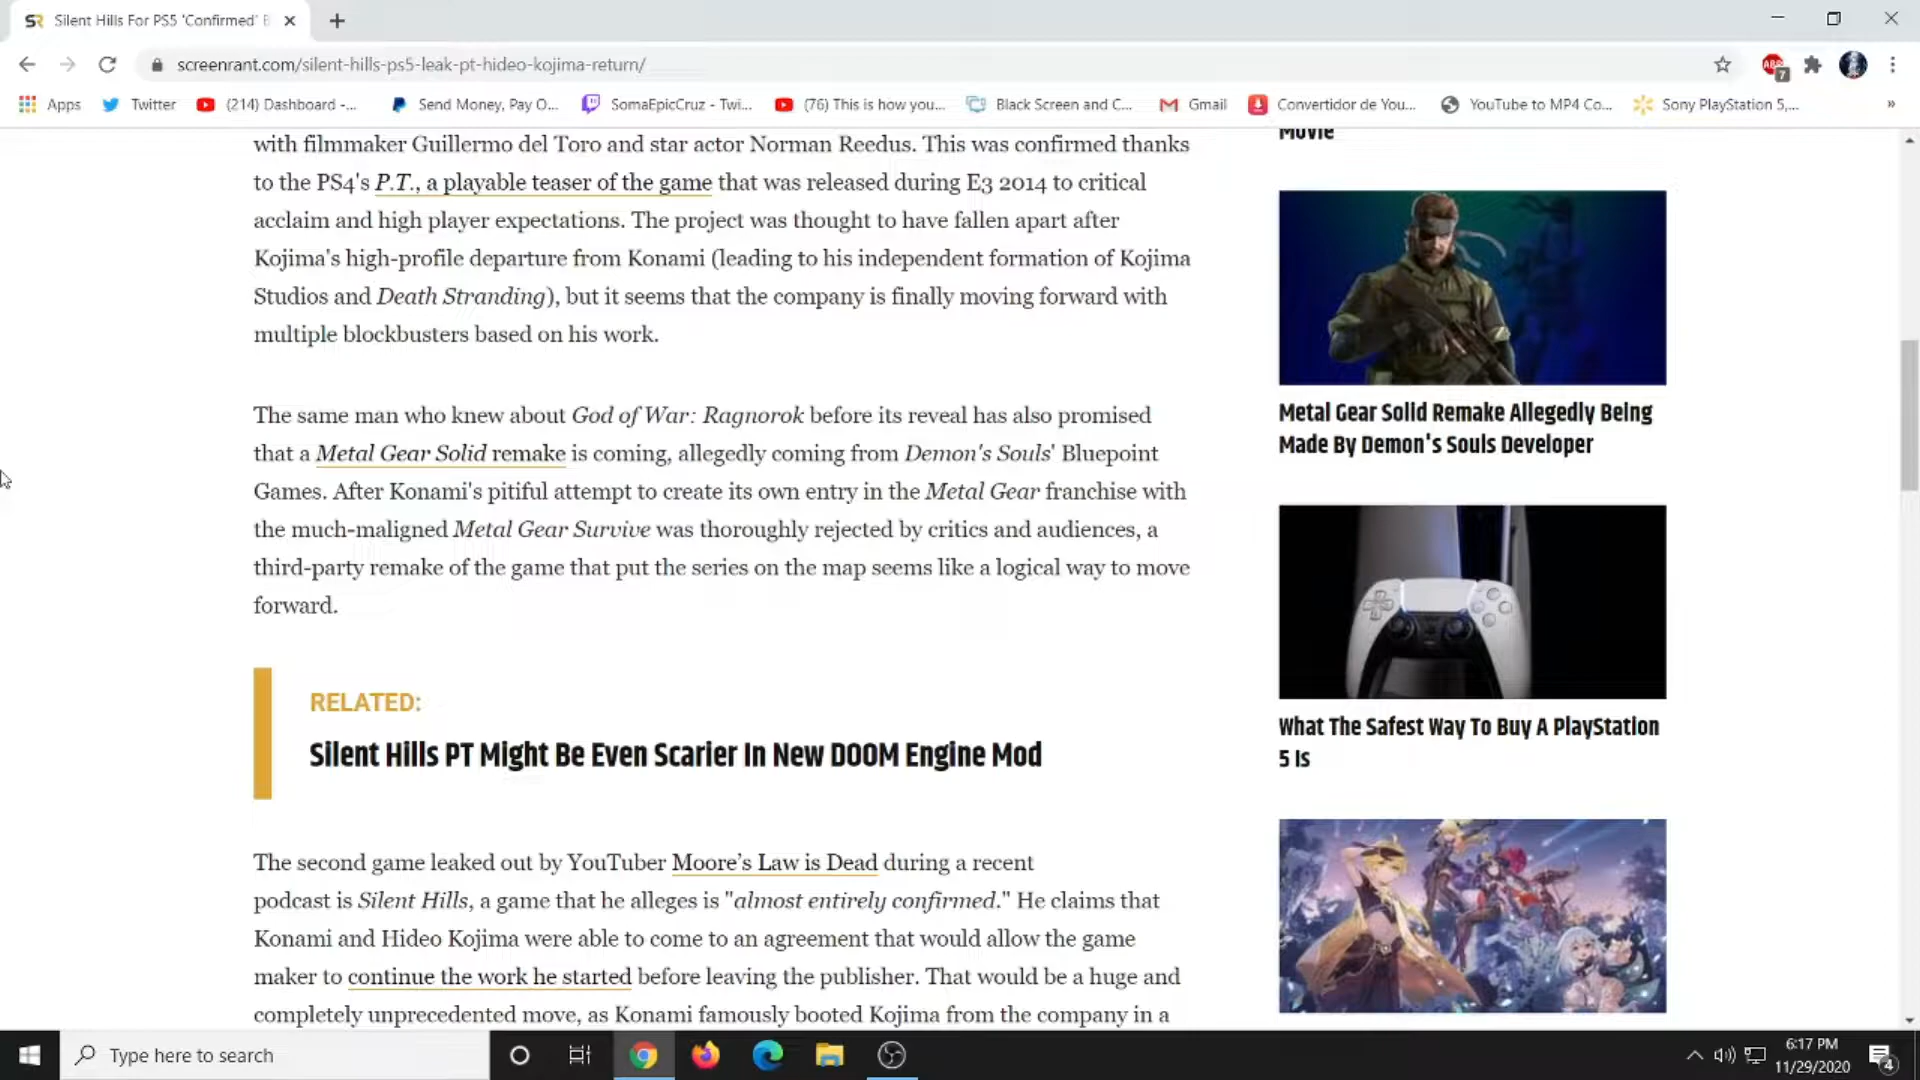 Silent Hills For PS5 'Confirmed' B
screenrant.com/silent-hills-ps5-leak-pt-hideo-kojima-return/
ABP
7
Apps
Twitter
(214) Dashboard -...
Send Money, Pay O...
SomaEpicCruz - Twi...
(76) This is how you...
Black Screen and C...
Gmail
Convertidor de You...
YouTube to MP4 Co...
Sony PlayStation 5,...
»
with filmmaker Guillermo del Toro and star actor Norman Reedus. This was confirmed thanks
to the PS4's P.T., a playable teaser of the game that was released during E3 2014 to critical
acclaim and high player expectations. The project was thought to have fallen apart after
Kojima's high-profile departure from Konami (leading to his independent formation of Kojima
Studios and Death Stranding), but it seems that the company is finally moving forward with
multiple blockbusters based on his work.
The same man who knew about God of War: Ragnorok before its reveal has also promised
that a Metal Gear Solid remake is coming, allegedly coming from Demon's Souls' Bluepoint
Games. After Konami's pitiful attempt to create its own entry in the Metal Gear franchise with
the much-maligned Metal Gear Survive was thoroughly rejected by critics and audiences, a
third-party remake of the game that put the series on the map seems like a logical way to move
forward.
RELATED:
Silent Hills PT Might Be Even Scarier In New DOOM Engine Mod
The second game leaked out by YouTuber Moore's Law is Dead during a recent
podcast is Silent Hills, a game that he alleges is "almost entirely confirmed." He claims that
Konami and Hideo Kojima were able to come to an agreement that would allow the game
maker to continue the work he started before leaving the publisher. That would be a huge and
completely unprecedented move, as Konami famously booted Kojima from the company in a
Movie
Metal Gear Solid Remake Allegedly Being
Made By Demon's Souls Developer
What The Safest Way To Buy A PlayStation
5 Is
Type here to search
6:17 PM
11/29/2020
4